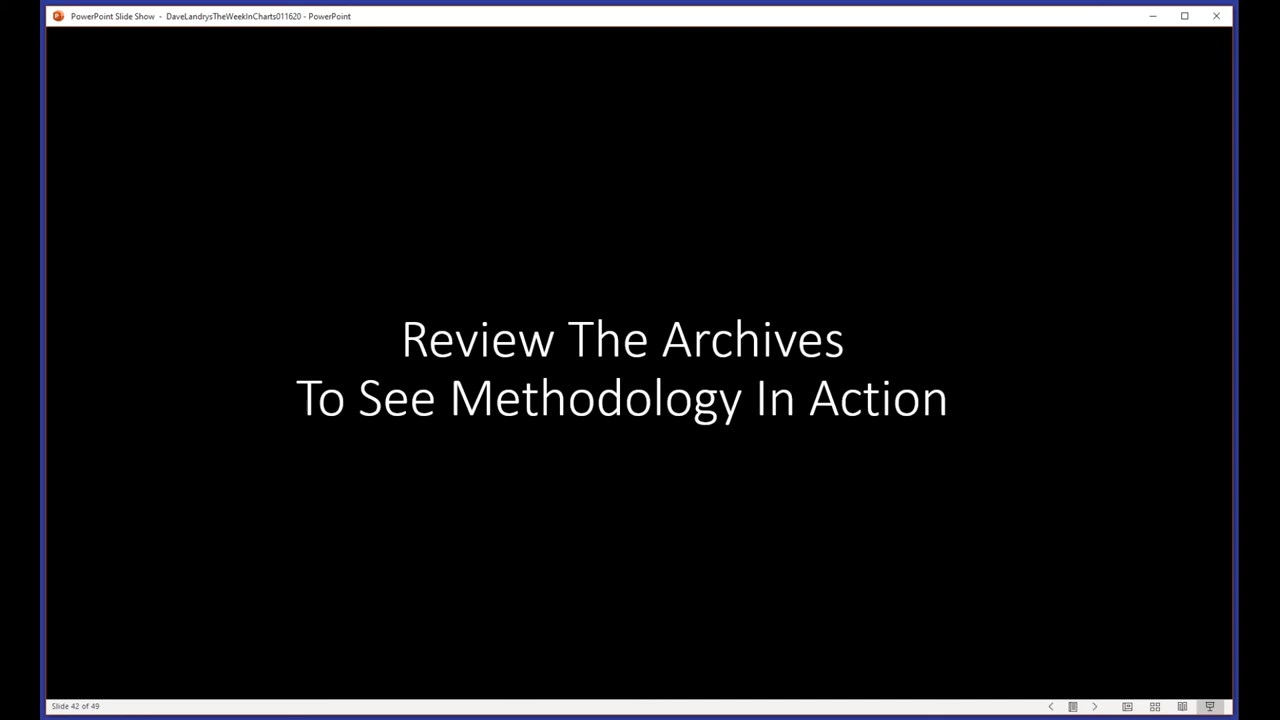 PowerPoint Slide Show - DaveLandrysTheWeekInCharts011620 - PowerPoint
Review The Archives
To See Methodology In Action
Slide 42 of 49